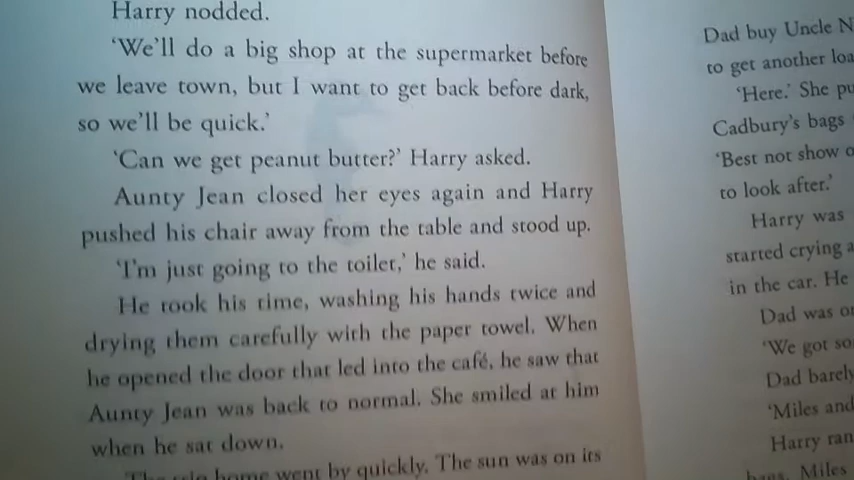 Harry nodded.
‘We’ll do a big shop at the supermarket before
we leave town, but I want to get back before dark,
so we’ll be quick.’
‘Can we get peanut butter?’ Harry asked.
Aunty Jean closed her eyes again and Harry
pushed his chair away from the table and stood up.
‘I’m just going to the toilet,’ he said.
He took his time, washing his hands twice and
drying them carefully with the paper towel. When
he opened the door that led into the café, he saw that
Aunty Jean was back to normal. She smiled at him
when he sat down.
The trip home went by quickly. The sun was on its
Dad buy Uncle N
to get another loa
‘Here.’ She pu
Cadbury’s bags
‘Best not show
to look after.’
Harry was
started crying a
in the car. He
Dad was
‘We got so
Dad barely
‘Miles and
Harry ran
bags. Miles